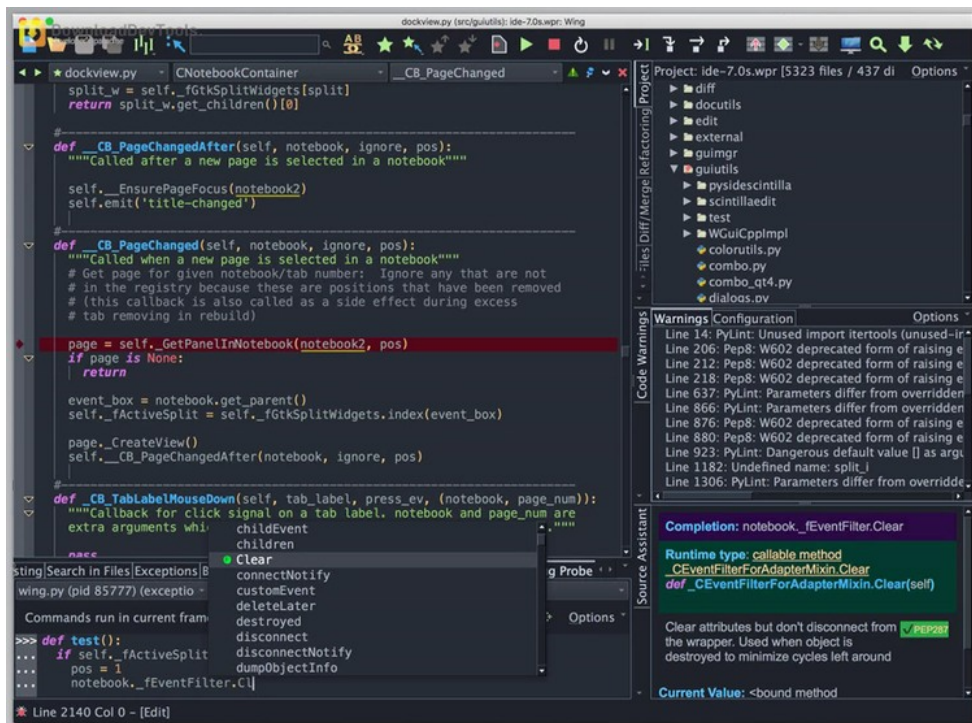 dockview.py (src/guiutils): ide-7.0s.wpr: Wing
DownloadDevTools.
dockview.py
CNotebookContainer
__CB_PageChanged
split_w = self._fGtkSplitWidgets[split]
return split_w.get_children()[0]
#
def __CB_PageChangedAfter(self, notebook, ignore, pos):
"""Called after a new page is selected in a notebook"""
self.__EnsurePageFocus(notebook2)
self.emit('title-changed')
#
def __CB_PageChanged(self, notebook, ignore, pos):
"""Called when a new page is selected in a notebook"""
# Get page for given notebook/tab number:  Ignore any that are not
# in the registry because these are positions that have been removed
# (this callback is also called as a side effect during excess
# tab removing in rebuild)
page = self._GetPanelInNotebook(notebook2, pos)
if page is None:
return
event_box = notebook.get_parent()
self._fActiveSplit = self._fGtkSplitWidgets.index(event_box)
page._CreateView()
self.__CB_PageChangedAfter(notebook, ignore, pos)
#
def _CB_TabLabelMouseDown(self, tab_label, press_ev, (notebook, page_num)):
"""Callback for click signal on a tab label. notebook and page_num are
extra arguments whi
."""
pass
childEvent
children
Clear
connectNotify
customEvent
deleteLater
destroyed
disconnect
disconnectNotify
dumpObjectInfo
sting Search in Files Exceptions B
g Probe
wing.py (pid 85777) (exceptio
Commands run in current fram
Options
>>> def test():
... if self._fActiveSplit
... pos = 1
... notebook._fEventFilter.Cl
Line 2140 Col 0 - [Edit]
Project
Refactoring
Diff/Merge
Files
Project: ide-7.0s.wpr [5323 files / 437 di
Options
diff
docutils
edit
external
guimgr
guiutils
pysidescintilla
scintillaedit
test
WGuiCppImpl
colorutils.py
combo.py
combo_qt4.py
dialogs.py
Code Warnings
Warnings
Configuration
Options
Line 14: PyLint: Unused import itertools (unused-ir
Line 206: Pep8: W602 deprecated form of raising e
Line 212: Pep8: W602 deprecated form of raising e
Line 218: Pep8: W602 deprecated form of raising e
Line 637: PyLint: Parameters differ from overridden
Line 866: PyLint: Parameters differ from overridden
Line 876: Pep8: W602 deprecated form of raising e
Line 880: Pep8: W602 deprecated form of raising e
Line 923: PyLint: Dangerous default value [] as argu
Line 1182: Undefined name: split_i
Line 1306: PyLint: Parameters differ from overridde
Source Assistant
Completion: notebook._fEventFilter.Clear
Runtime type: callable method
_CEventFilterForAdapterMixin.Clear
def _CEventFilterForAdapterMixin.Clear(self)
Clear attributes but don't disconnect from
PEP287
the wrapper. Used when object is
destroyed to minimize cycles left around
Current Value: <bound method